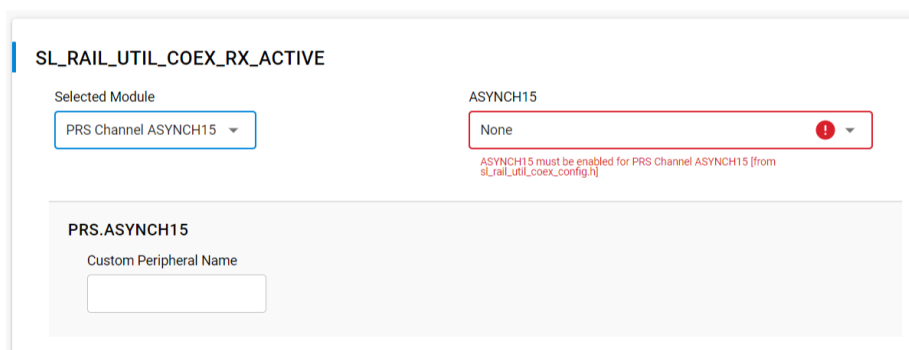 SL_RAIL_UTIL_COEX_RX_ACTIVE
Selected Module
PRS Channel ASYNCH15
ASYNCH15
None
ASYNCH15 must be enabled for PRS Channel ASYNCH15 [from
sl_rail_util_coex_config.h]
PRS.ASYNCH15
Custom Peripheral Name